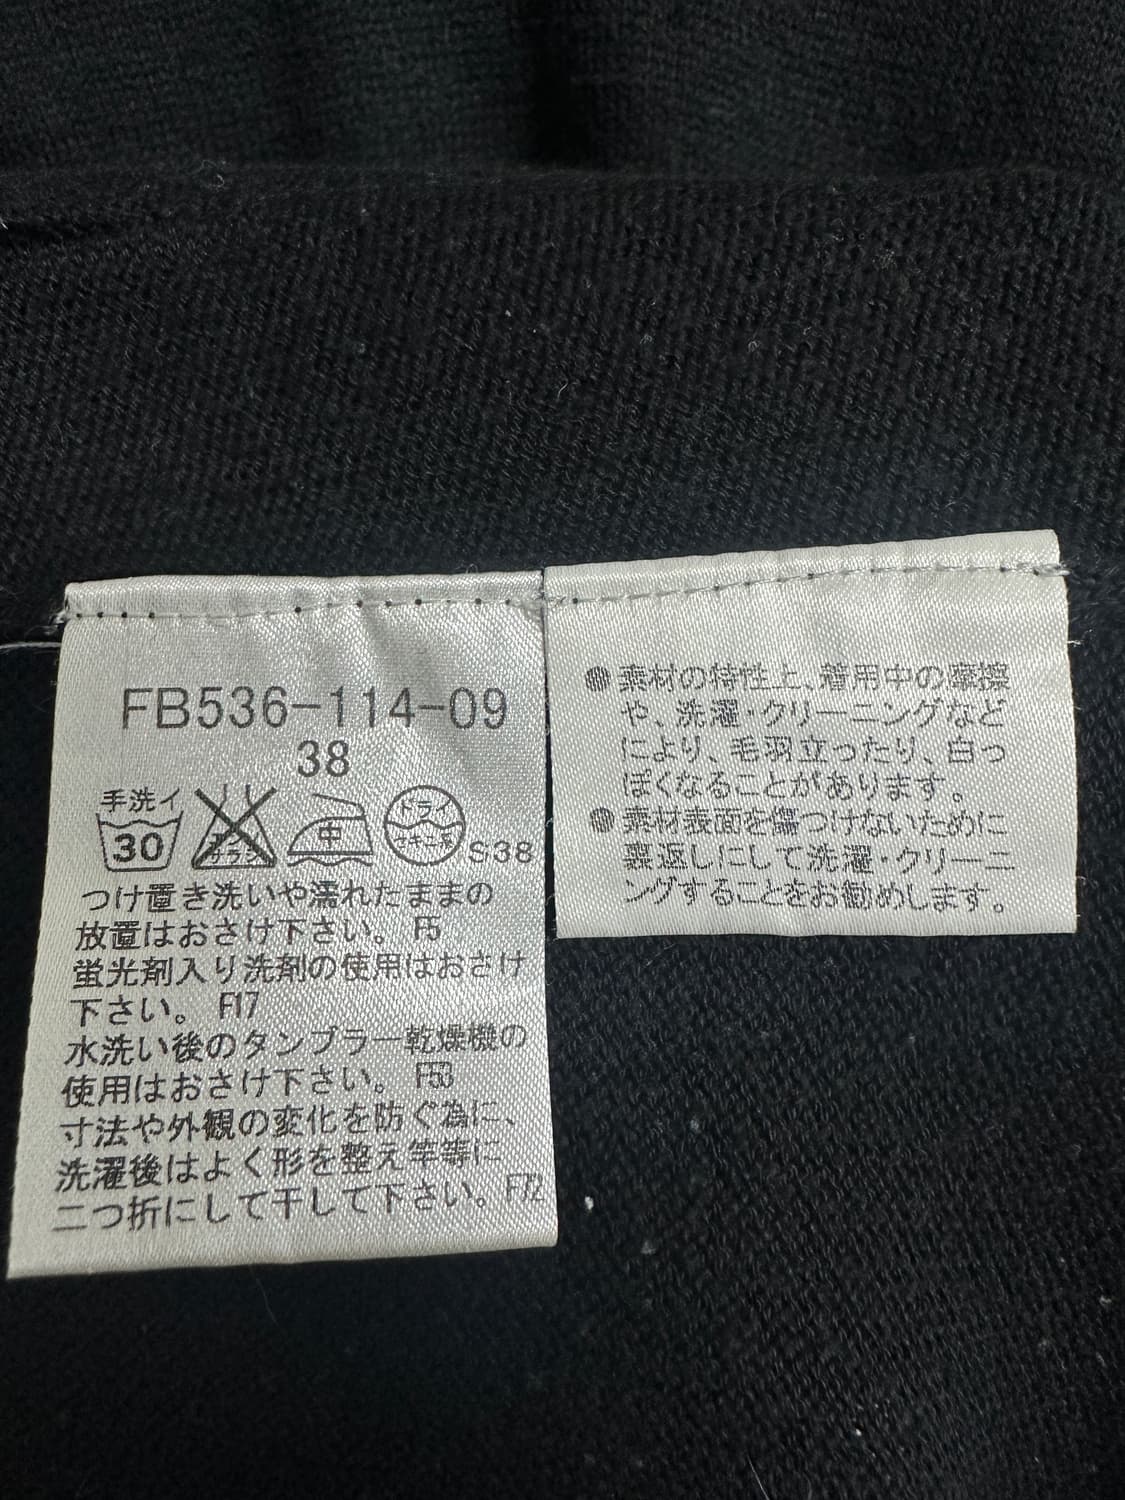 FB536-114-09
38
手洗イ
30
中
ドライ
S38
つけ置き洗いや濡れたままの
放置はおさけ下さい。 F5
蛍光剤入り洗剤の使用はおさけ
下さい。 F17
水洗い後のタンブラー乾燥機の
使用はおさけ下さい。 F53
寸法や外観の変化を防ぐ為に、
洗濯後はよく形を整え竿等に
二つ折にして干して下さい。 F72
●素材の特性上、着用中の摩擦
や、洗濯・クリーニングなど
により、毛羽立ったり、白っ
ぽくなることがあります。
●素材表面を傷つけないために
裏返しにして洗濯・クリーニ
ングすることをお勧めします。